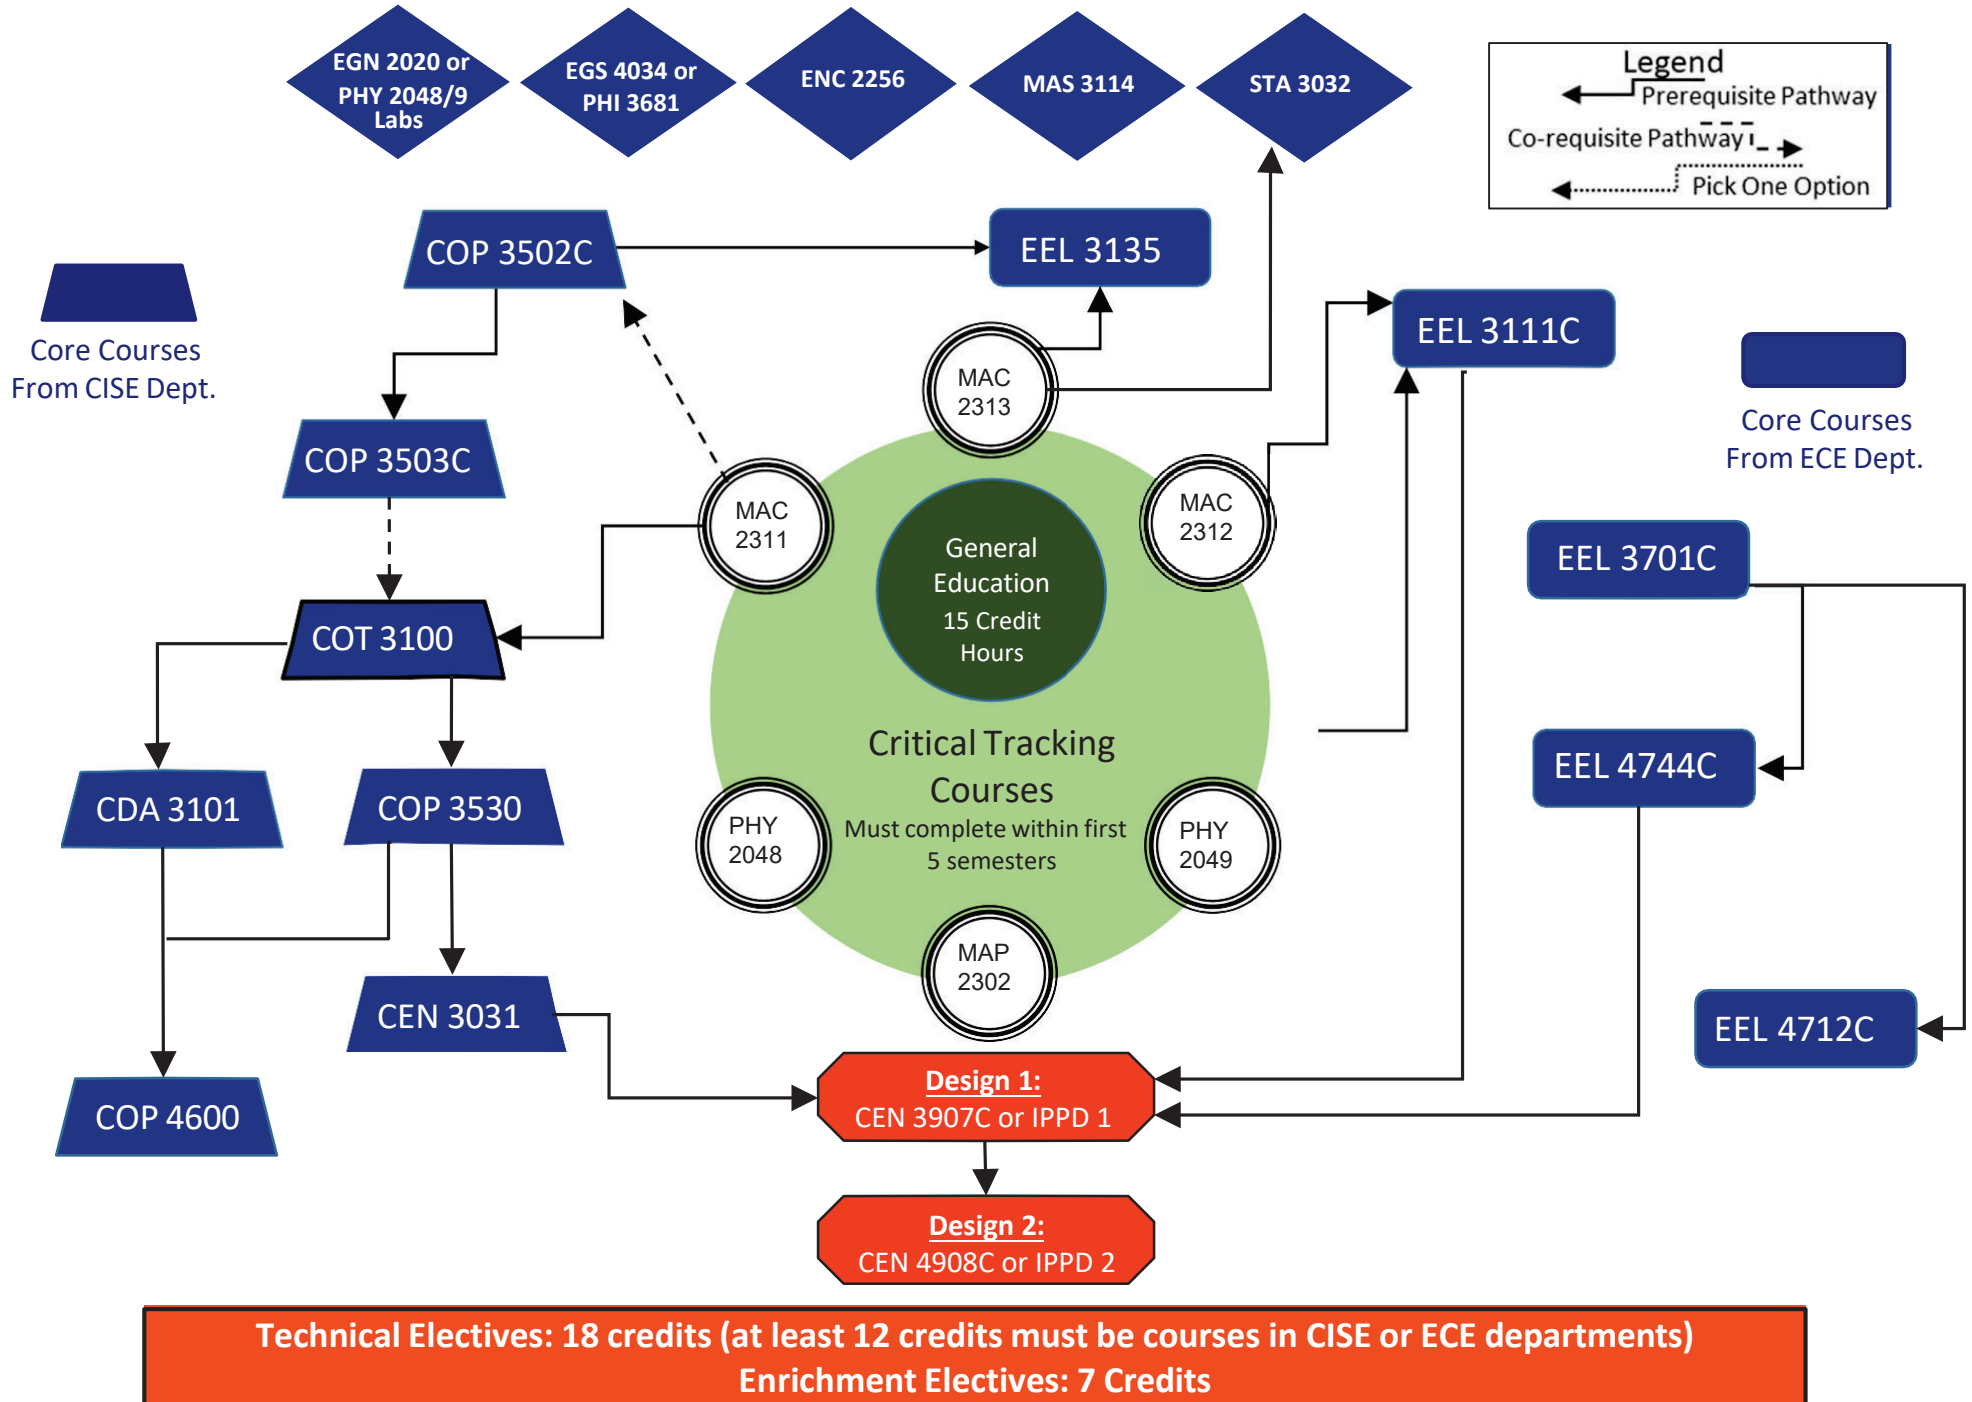 EGN 2020 or
PHY 2048/9
Labs
EGS 4034 or
PHI 3681
ENC 2256
MAS 3114
STA 3032
Legend
Prerequisite Pathway
Co-requisite Pathway
Pick One Option
COP 3502C
EEL 3135
EEL 3111C
Core Courses
From CISE Dept.
Core Courses
From ECE Dept.
MAC
2313
COP 3503C
MAC
2311
MAC
2312
General
Education
15 Credit
Hours
EEL 3701C
COT 3100
Critical Tracking
Courses
Must complete within first
5 semesters
EEL 4744C
CDA 3101
COP 3530
PHY
2048
PHY
2049
MAP
2302
CEN 3031
EEL 4712C
COP 4600
Design 1:
CEN 3907C or IPPD 1
Design 2:
CEN 4908C or IPPD 2
Technical Electives: 18 credits (at least 12 credits must be courses in CISE or ECE departments)
Enrichment Electives: 7 Credits